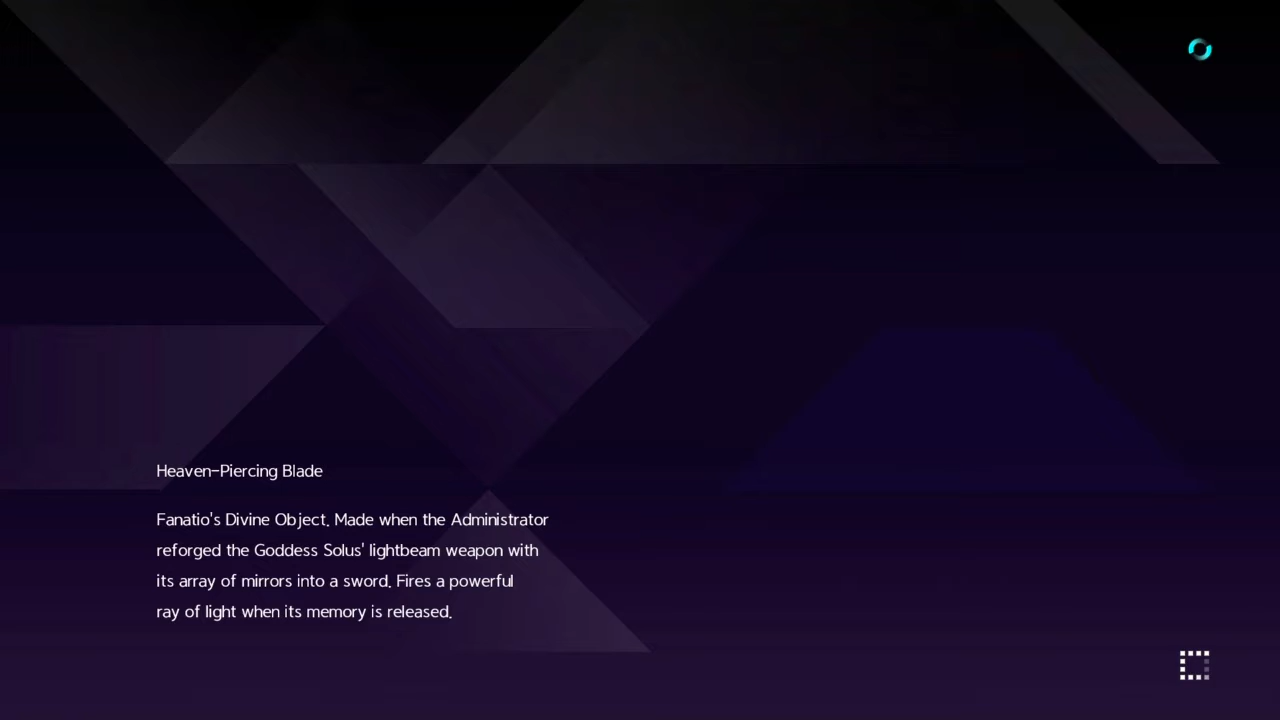 Heaven-Piercing Blade
Fanatio's Divine Object. Made when the Administrator
reforged the Goddess Solus' lightbeam weapon with
its array of mirrors into a sword. Fires a powerful
ray of light when its memory is released.